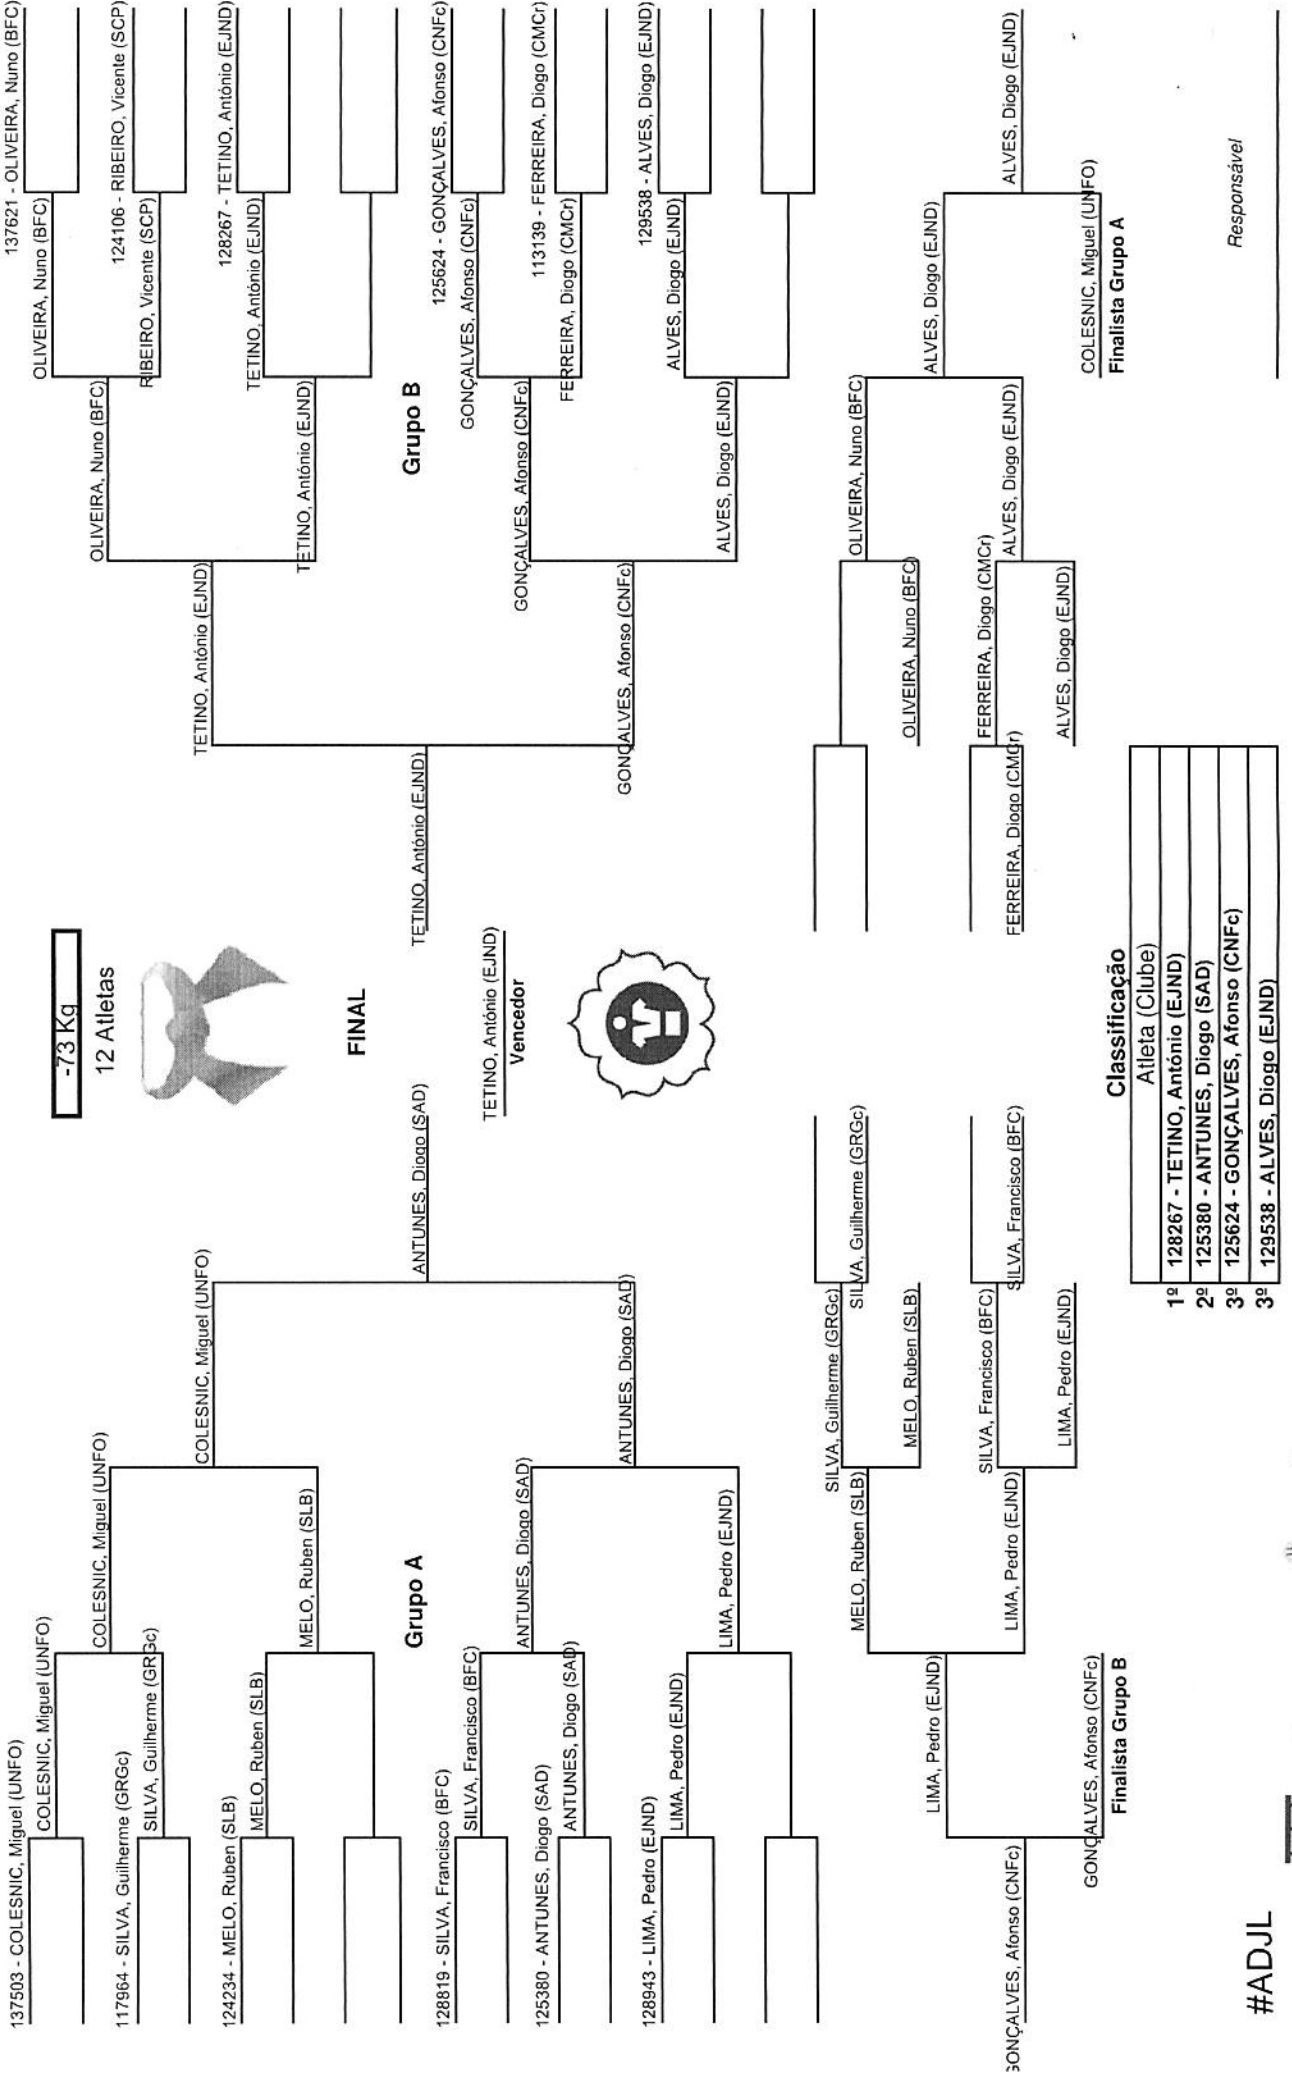 -73 Kg
12 Atletas
FINAL
TETINO, António (EJND)
Vencedor
137503 - COLESNIC, Miguel (UNFO)
COLESNIC, Miguel (UNFO)
117964 - SILVA, Guilherme (GRGc)
SILVA, Guilherme (GRGc)
COLESNIC, Miguel (UNFO)
124234 - MELO, Ruben (SLB)
MELO, Ruben (SLB)
MELO, Ruben (SLB)
COLESNIC, Miguel (UNFO)
Grupo A
128819 - SILVA, Francisco (BFC)
SILVA, Francisco (BFC)
125380 - ANTUNES, Diogo (SAD)
ANTUNES, Diogo (SAD)
ANTUNES, Diogo (SAD)
128943 - LIMA, Pedro (EJND)
LIMA, Pedro (EJND)
LIMA, Pedro (EJND)
ANTUNES, Diogo (SAD)
ANTUNES, Diogo (SAD)
137621 - OLIVEIRA, Nuno (BFC)
OLIVEIRA, Nuno (BFC)
124106 - RIBEIRO, Vicente (SCP)
RIBEIRO, Vicente (SCP)
OLIVEIRA, Nuno (BFC)
128267 - TETINO, António (EJND)
TETINO, António (EJND)
TETINO, António (EJND)
TETINO, António (EJND)
Grupo B
125624 - GONÇALVES, Afonso (CNFc)
GONÇALVES, Afonso (CNFc)
113139 - FERREIRA, Diogo (CMCr)
FERREIRA, Diogo (CMCr)
GONÇALVES, Afonso (CNFc)
129538 - ALVES, Diogo (EJND)
ALVES, Diogo (EJND)
ALVES, Diogo (EJND)
GONÇALVES, Afonso (CNFc)
TETINO, António (EJND)
SILVA, Guilherme (GRGc)
SILVA, Guilherme (GRGc)
MELO, Ruben (SLB)
MELO, Ruben (SLB)
SILVA, Francisco (BFC)
SILVA, Francisco (BFC)
LIMA, Pedro (EJND)
LIMA, Pedro (EJND)
LIMA, Pedro (EJND)
GONÇALVES, Afonso (CNFc)
Finalista Grupo B
GONÇALVES, Afonso (CNFc)
OLIVEIRA, Nuno (BFC)
OLIVEIRA, Nuno (BFC)
FERREIRA, Diogo (CMCr)
FERREIRA, Diogo (CMCr)
ALVES, Diogo (EJND)
ALVES, Diogo (EJND)
ALVES, Diogo (EJND)
COLESNIC, Miguel (UNFO)
Finalista Grupo A
ALVES, Diogo (EJND)
Classificação
Atleta (Clube)
1º 128267 - TETINO, António (EJND)
2º 125380 - ANTUNES, Diogo (SAD)
3º 125624 - GONÇALVES, Afonso (CNFc)
3º 129538 - ALVES, Diogo (EJND)
Responsável
#ADJL